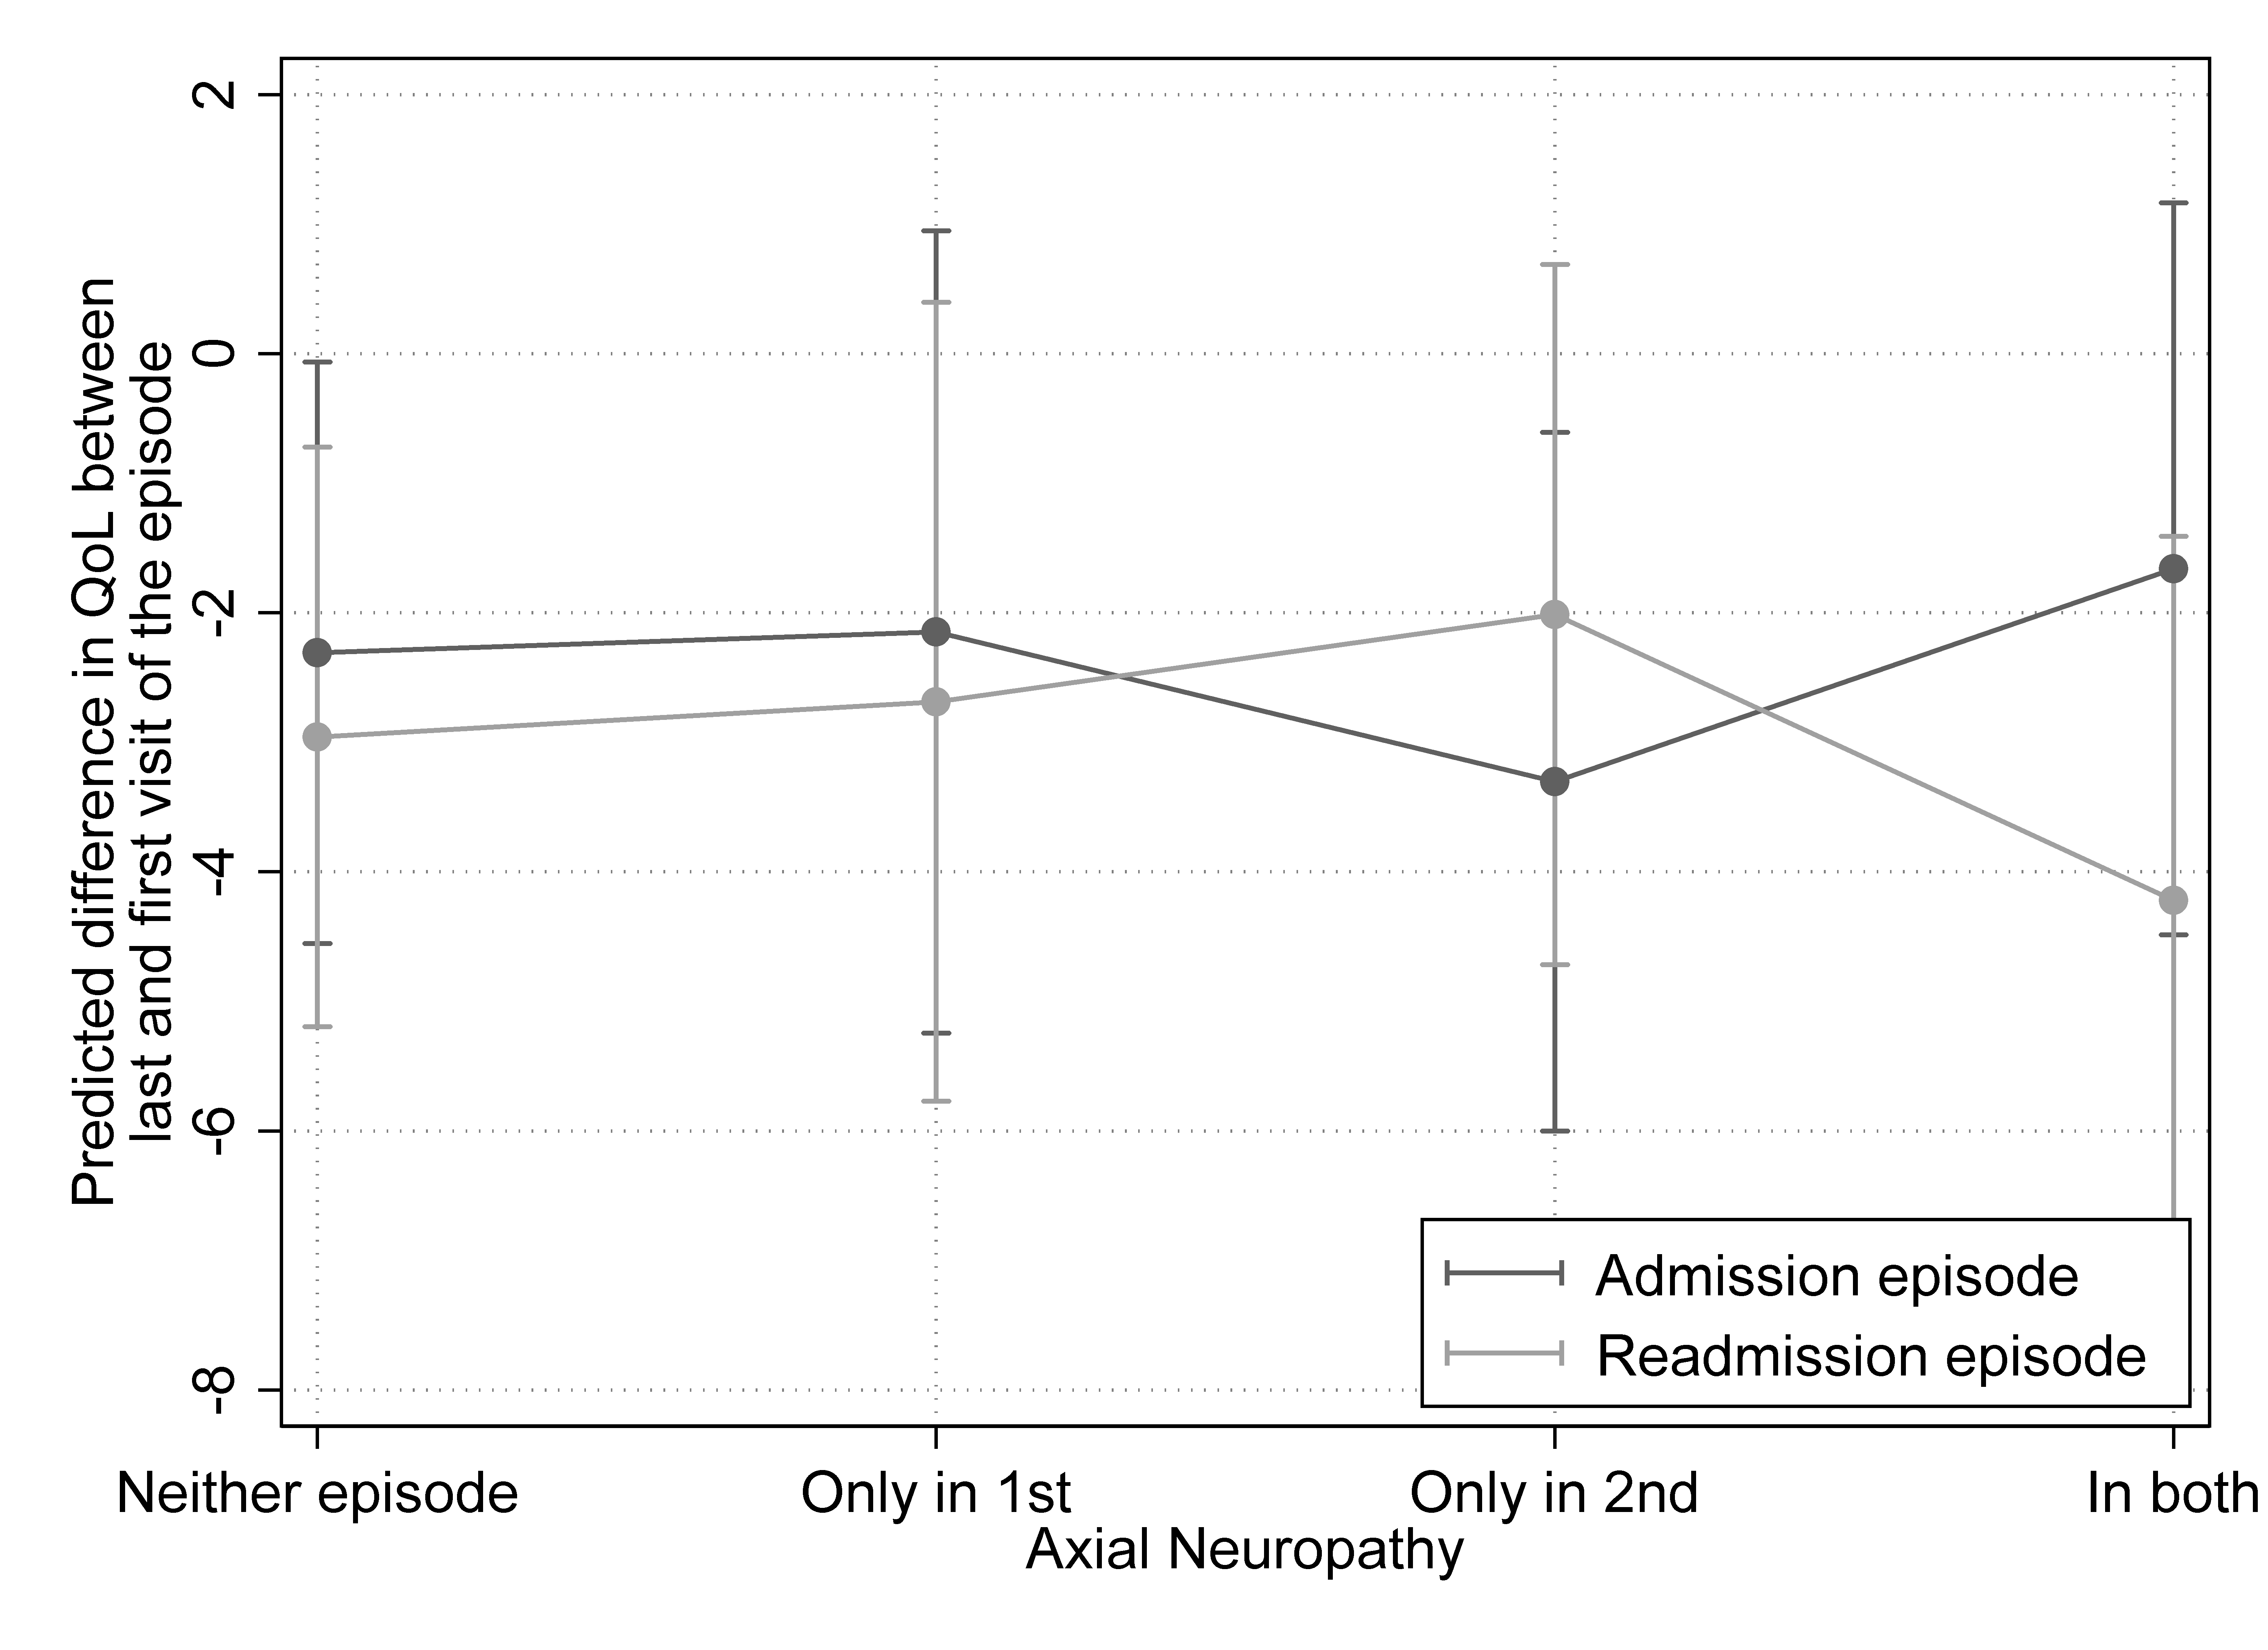 Predicted difference in QoL between
last and first visit of the episode
2
0
-2
-4
-6
-8
Admission episode
Readmission episode
Neither episode
Only in 1st
Only in 2nd
In both
Axial Neuropathy